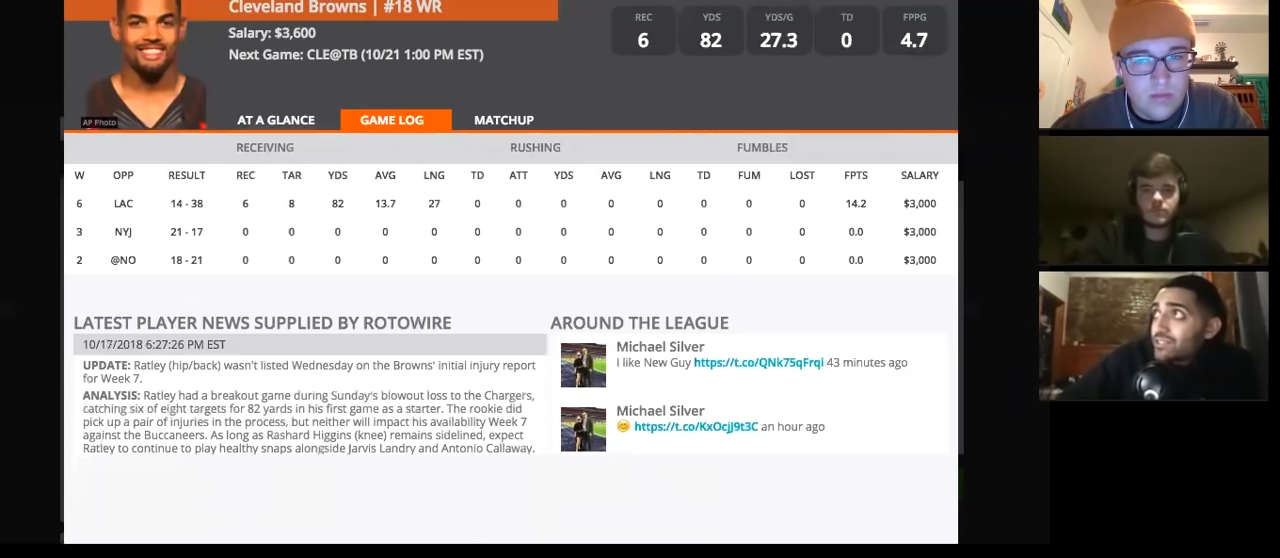 Cleveland Browns | #18 WR
Salary: $3,600
Next Game: CLE@TB (10/21 1:00 PM EST)
REC YDS YDS/G TD FPPG
6 82 27.3 0 4.7
AP Photo
AT A GLANCE GAME LOG MATCHUP
RECEIVING RUSHING FUMBLES
W OPP RESULT REC TAR YDS AVG LNG TD ATT YDS AVG LNG TD FUM LOST FPTS SALARY
6 LAC 14 - 38 6 8 82 13.7 27 0 0 0 0 0 0 0 0 14.2 $3,000
3 NYJ 21 - 17 0 0 0 0 0 0 0 0 0 0 0 0 0 0.0 $3,000
2 @NO 18 - 21 0 0 0 0 0 0 0 0 0 0 0 0 0 0.0 $3,000
LATEST PLAYER NEWS SUPPLIED BY ROTOWIRE
10/17/2018 6:27:26 PM EST
UPDATE: Ratley (hip/back) wasn't listed Wednesday on the Browns' initial injury report
for Week 7.
ANALYSIS: Ratley had a breakout game during Sunday's blowout loss to the Chargers,
catching six of eight targets for 82 yards in his first game as a starter. The rookie did
pick up a pair of injuries in the process, but neither will impact his availability Week 7
against the Buccaneers. As long as Rashard Higgins (knee) remains sidelined, expect
Ratley to continue to play healthy snaps alongside Jarvis Landry and Antonio Callaway.
AROUND THE LEAGUE
Michael Silver
I like New Guy https://t.co/QNk75qFrqi 43 minutes ago
Michael Silver
https://t.co/KxOcjJ9t3C an hour ago